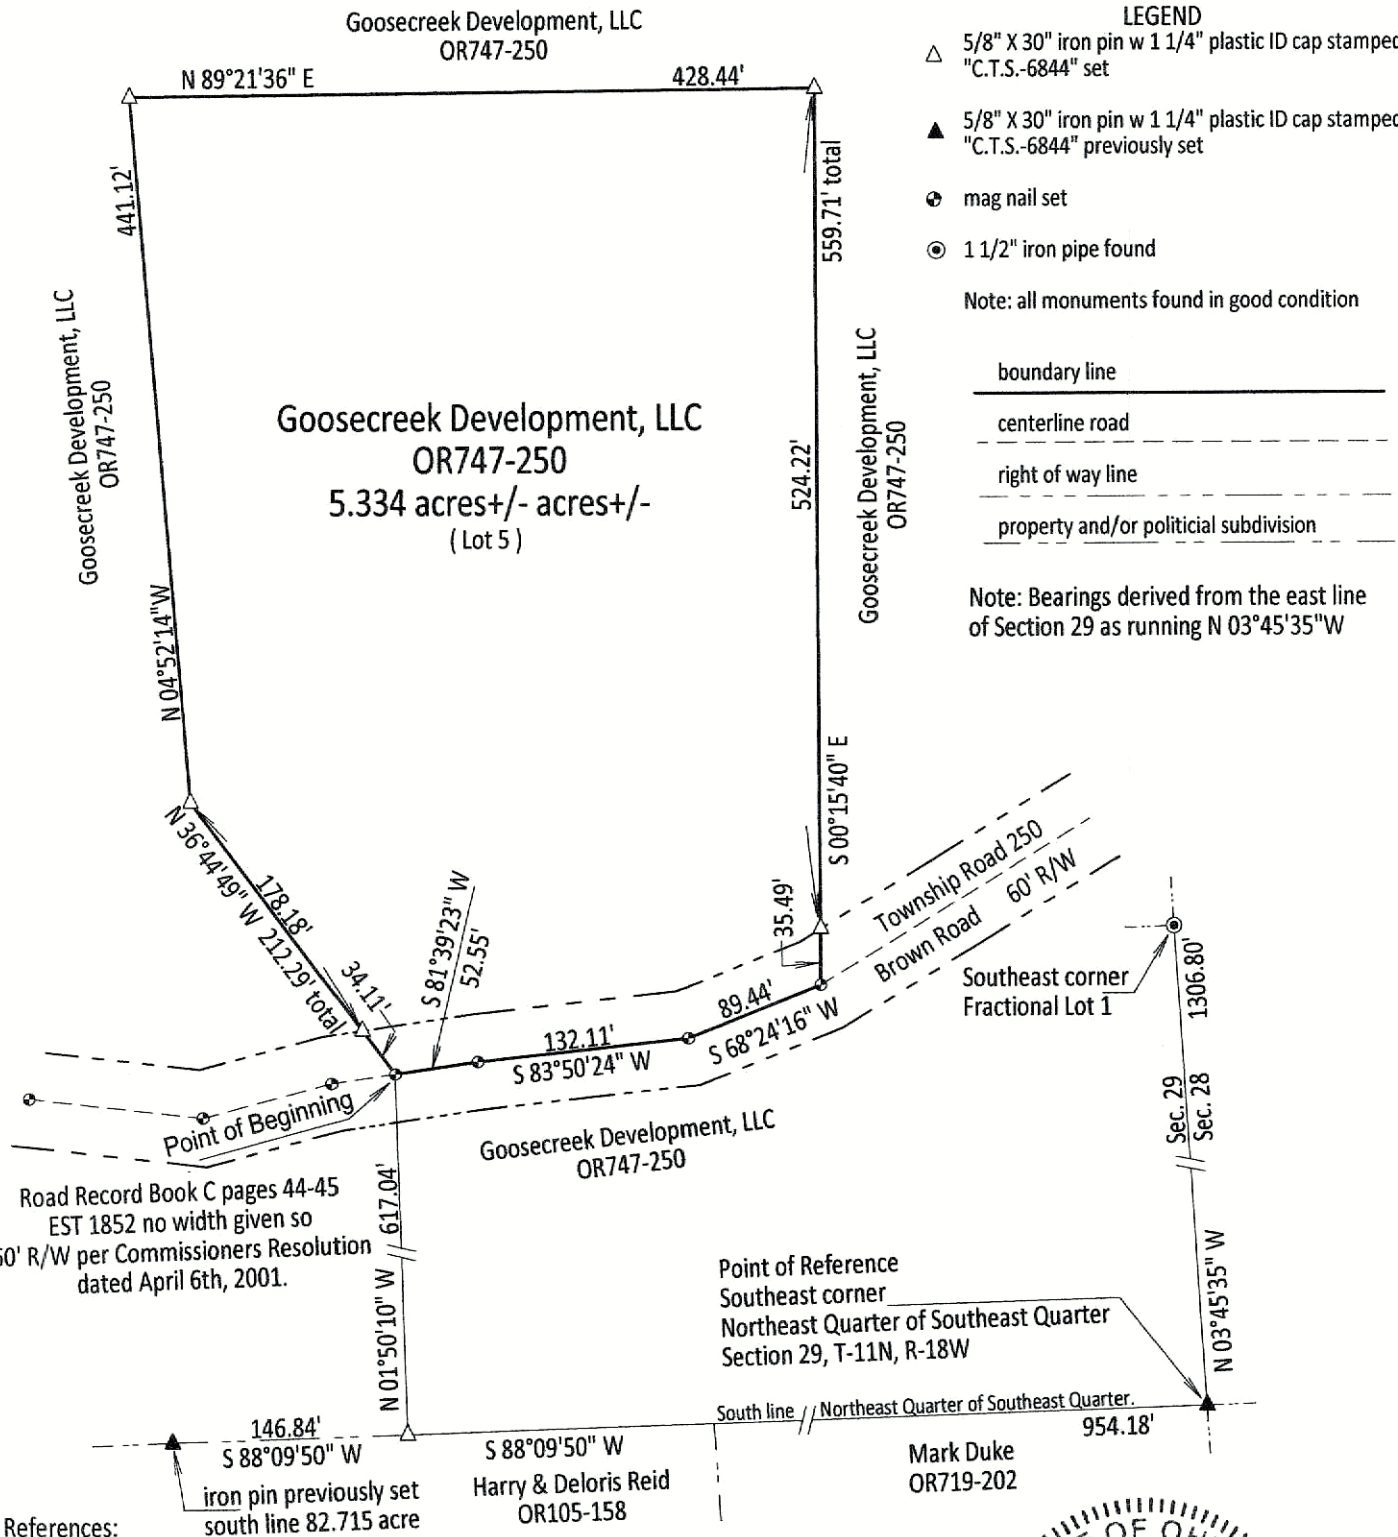 Goosecreek Development, LLC
OR747-250
N 89°21'36" E
428.44'
LEGEND
5/8" X 30" iron pin w 1 1/4" plastic ID cap stamped
"C.T.S.-6844" set
5/8" X 30" iron pin w 1 1/4" plastic ID cap stamped
"C.T.S.-6844" previously set
mag nail set
1 1/2" iron pipe found
Note: all monuments found in good condition
boundary line
centerline road
right of way line
property and/or politicial subdivision
Note: Bearings derived from the east line
of Section 29 as running N 03°45'35"W
441.12'
N 04°52'14"W
Goosecreek Development, LLC
OR747-250
Goosecreek Development, LLC
OR747-250
5.334 acres+/- acres+/-
( Lot 5 )
559.71' total
524.22'
S 00°15'40" E
Goosecreek Development, LLC
OR747-250
N 36°44'49" W 212.29' total
178.18'
34.11'
S 81°39'23" W
52.55'
132.11'
S 83°50'24" W
89.44'
S 68°24'16" W
35.49'
Township Road 250
Brown Road
60' R/W
Southeast corner
Fractional Lot 1
1306.80'
Sec. 29
Sec. 28
N 03°45'35" W
Point of Beginning
Goosecreek Development, LLC
OR747-250
Road Record Book C pages 44-45
EST 1852 no width given so
60' R/W per Commissioners Resolution
dated April 6th, 2001.
617.04'
N 01°50'10" W
Point of Reference
Southeast corner
Northeast Quarter of Southeast Quarter
Section 29, T-11N, R-18W
South line // Northeast Quarter of Southeast Quarter.
954.18'
146.84'
S 88°09'50" W
S 88°09'50" W
iron pin previously set
south line 82.715 acre
Harry & Deloris Reid
OR105-158
Mark Duke
OR719-202
References:
OF